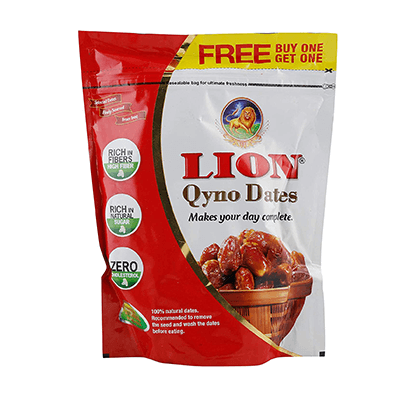 FREE BUY ONE
GET ONE
resealable bag for ultimate freshness
LION®
Qyno Dates
Makes your day complete.
RICH IN
FIBERS
HIGH FIBER
RICH IN
NATURAL
SUGAR
ZERO
CHOLESTEROL
100% natural dates.
Recommended to remove
the seed and wash the dates
before eating.